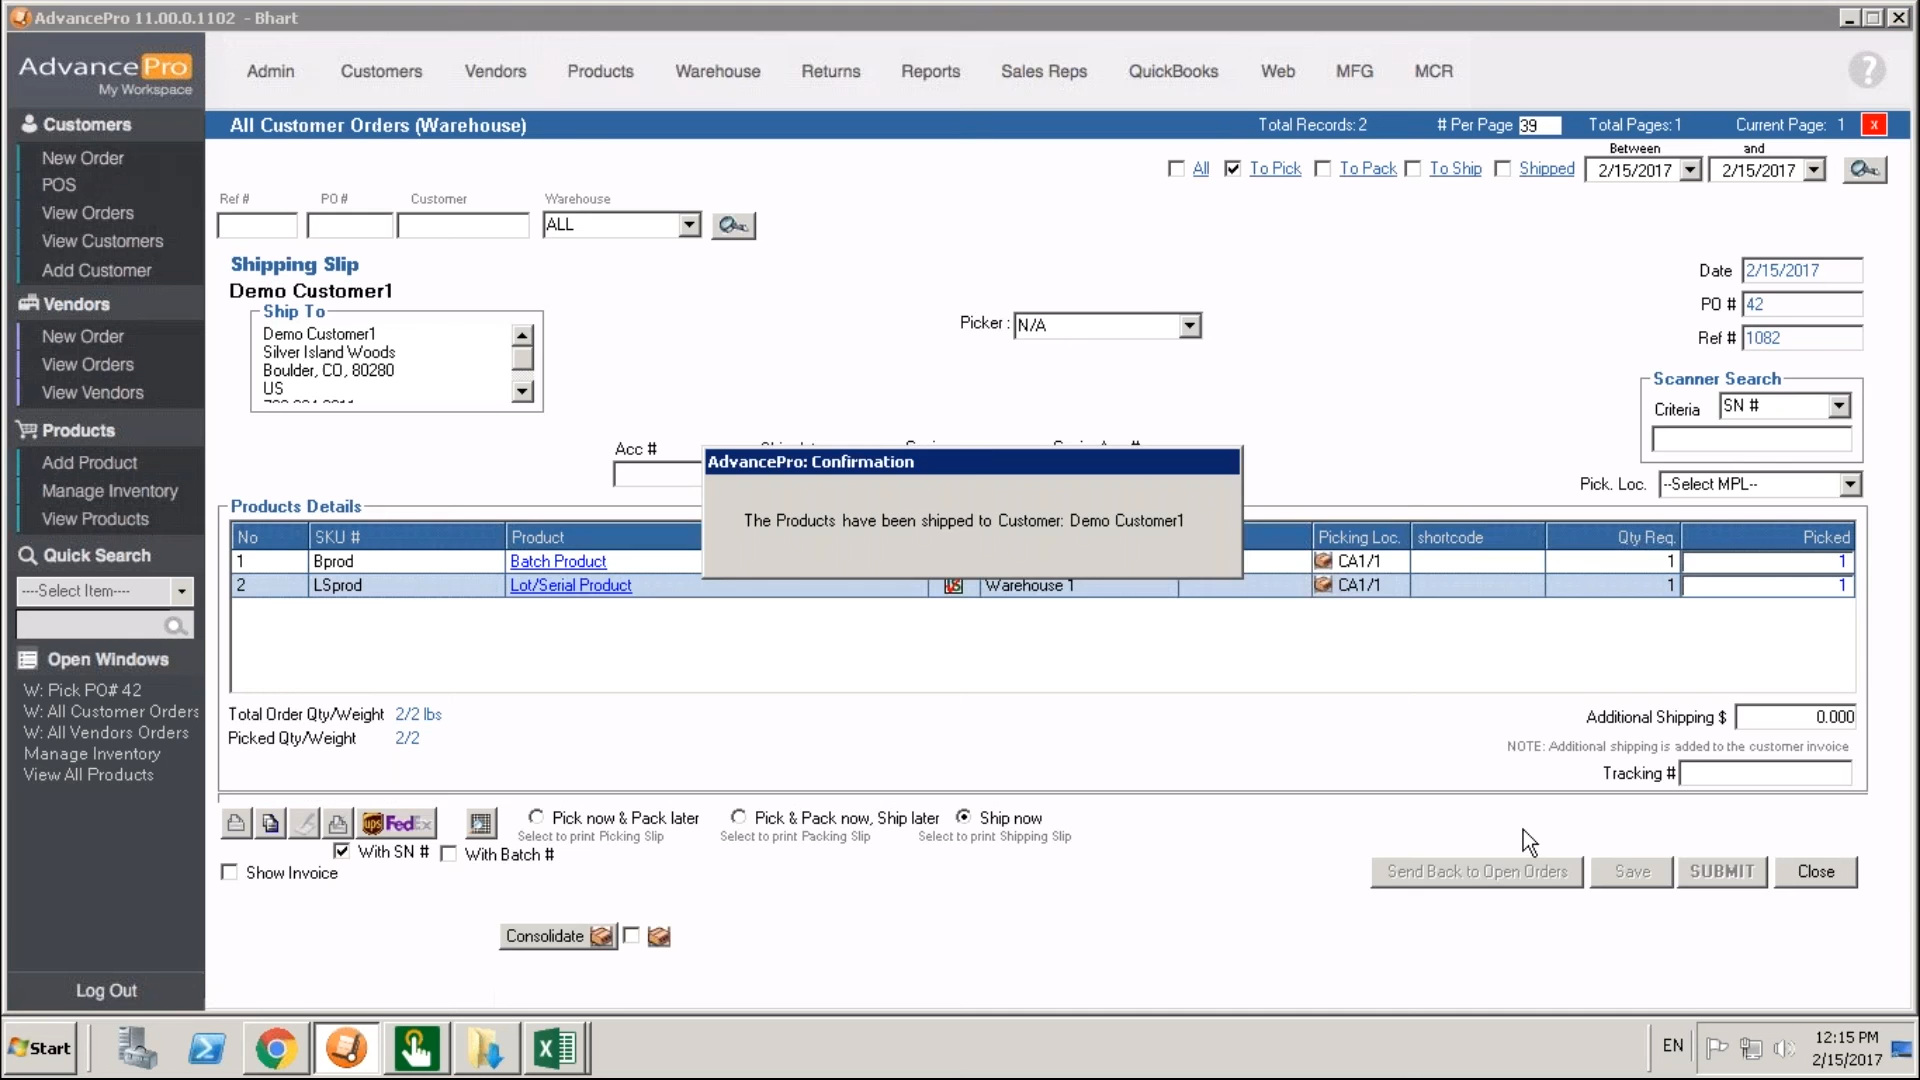 AdvancePro 11.00.0.1102 - Bhart
AdvancePro
My Workspace
Admin Customers Vendors Products Warehouse Returns Reports Sales Reps QuickBooks Web MFG MCR
?
Customers
New Order
POS
View Orders
View Customers
Add Customer
Vendors
New Order
View Orders
View Vendors
Products
Add Product
Manage Inventory
View Products
Quick Search
----Select Item----
Open Windows
W: Pick PO# 42
W: All Customer Orders
W: All Vendors Orders
Manage Inventory
View All Products
Log Out
All Customer Orders (Warehouse) Total Records: 2 # Per Page 39 Total Pages: 1 Current Page: 1 x
Between and
All To Pick To Pack To Ship Shipped 2/15/2017 2/15/2017
Ref # PO # Customer Warehouse
ALL
Shipping Slip
Demo Customer1
Ship To
Demo Customer1
Silver Island Woods
Boulder, CO, 80280
US
Picker : N/A
Date 2/15/2017
PO # 42
Ref # 1082
Scanner Search
Criteria SN #
Acc #
Pick. Loc. --Select MPL--
AdvancePro: Confirmation
The Products have been shipped to Customer: Demo Customer1
Products Details
No SKU # Product Picking Loc. shortcode Qty Req. Picked
1 Bprod Batch Product CA1/1 1 1
2 LSprod Lot/Serial Product Warehouse 1 CA1/1 1 1
Total Order Qty/Weight 2/2 lbs
Picked Qty/Weight 2/2
Additional Shipping $ 0.000
NOTE: Additional shipping is added to the customer invoice
Tracking #
ups FedEx
Pick now & Pack later Pick & Pack now, Ship later Ship now
Select to print Picking Slip Select to print Packing Slip Select to print Shipping Slip
With SN # With Batch #
Show Invoice
Send Back to Open Orders Save SUBMIT Close
Consolidate
Start
EN
12:15 PM
2/15/2017